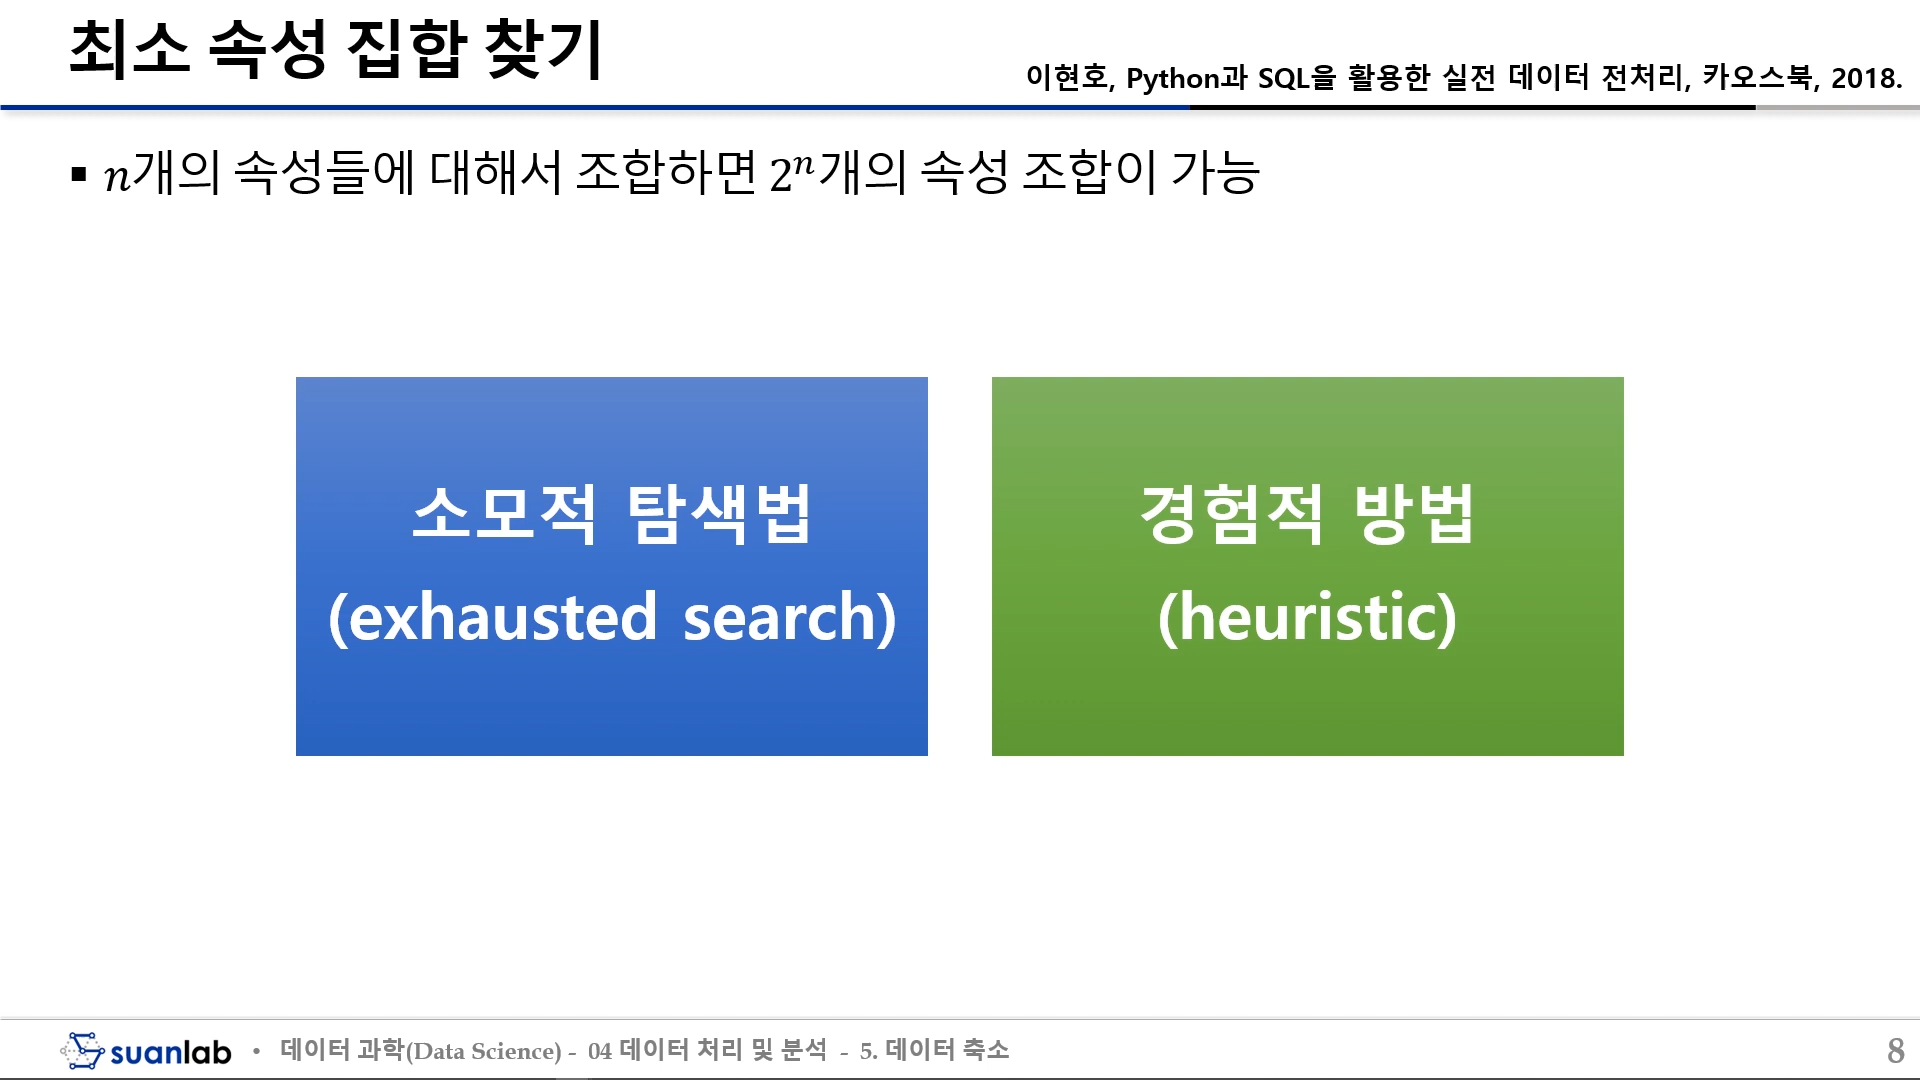 최소 속성 집합 찾기
이현호, Python과 SQL을 활용한 실전 데이터 전처리, 카오스북, 2018.
▪ n개의 속성들에 대해서 조합하면 2ⁿ개의 속성 조합이 가능
소모적 탐색법
(exhausted search)
경험적 방법
(heuristic)
suanlab • 데이터 과학(Data Science) - 04 데이터 처리 및 분석 - 5. 데이터 축소
8